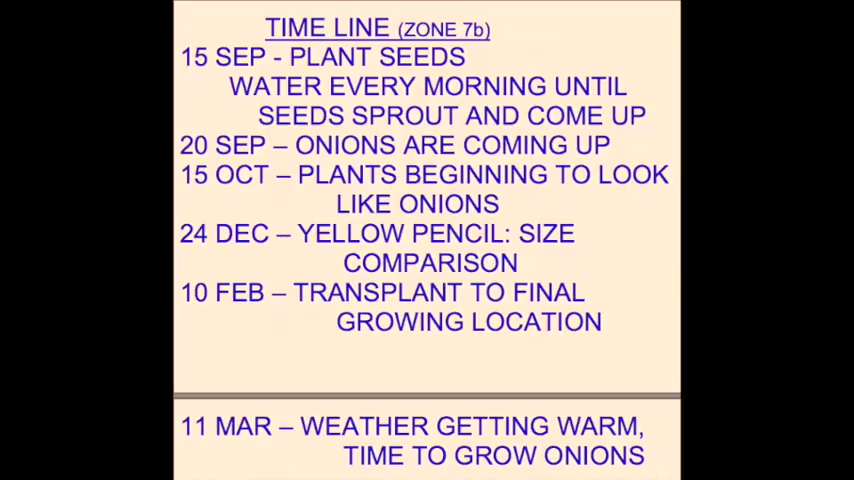 TIME LINE (ZONE 7b)
15 SEP - PLANT SEEDS
WATER EVERY MORNING UNTIL
SEEDS SPROUT AND COME UP
20 SEP – ONIONS ARE COMING UP
15 OCT – PLANTS BEGINNING TO LOOK
LIKE ONIONS
24 DEC – YELLOW PENCIL: SIZE
COMPARISON
10 FEB – TRANSPLANT TO FINAL
GROWING LOCATION
11 MAR – WEATHER GETTING WARM,
TIME TO GROW ONIONS